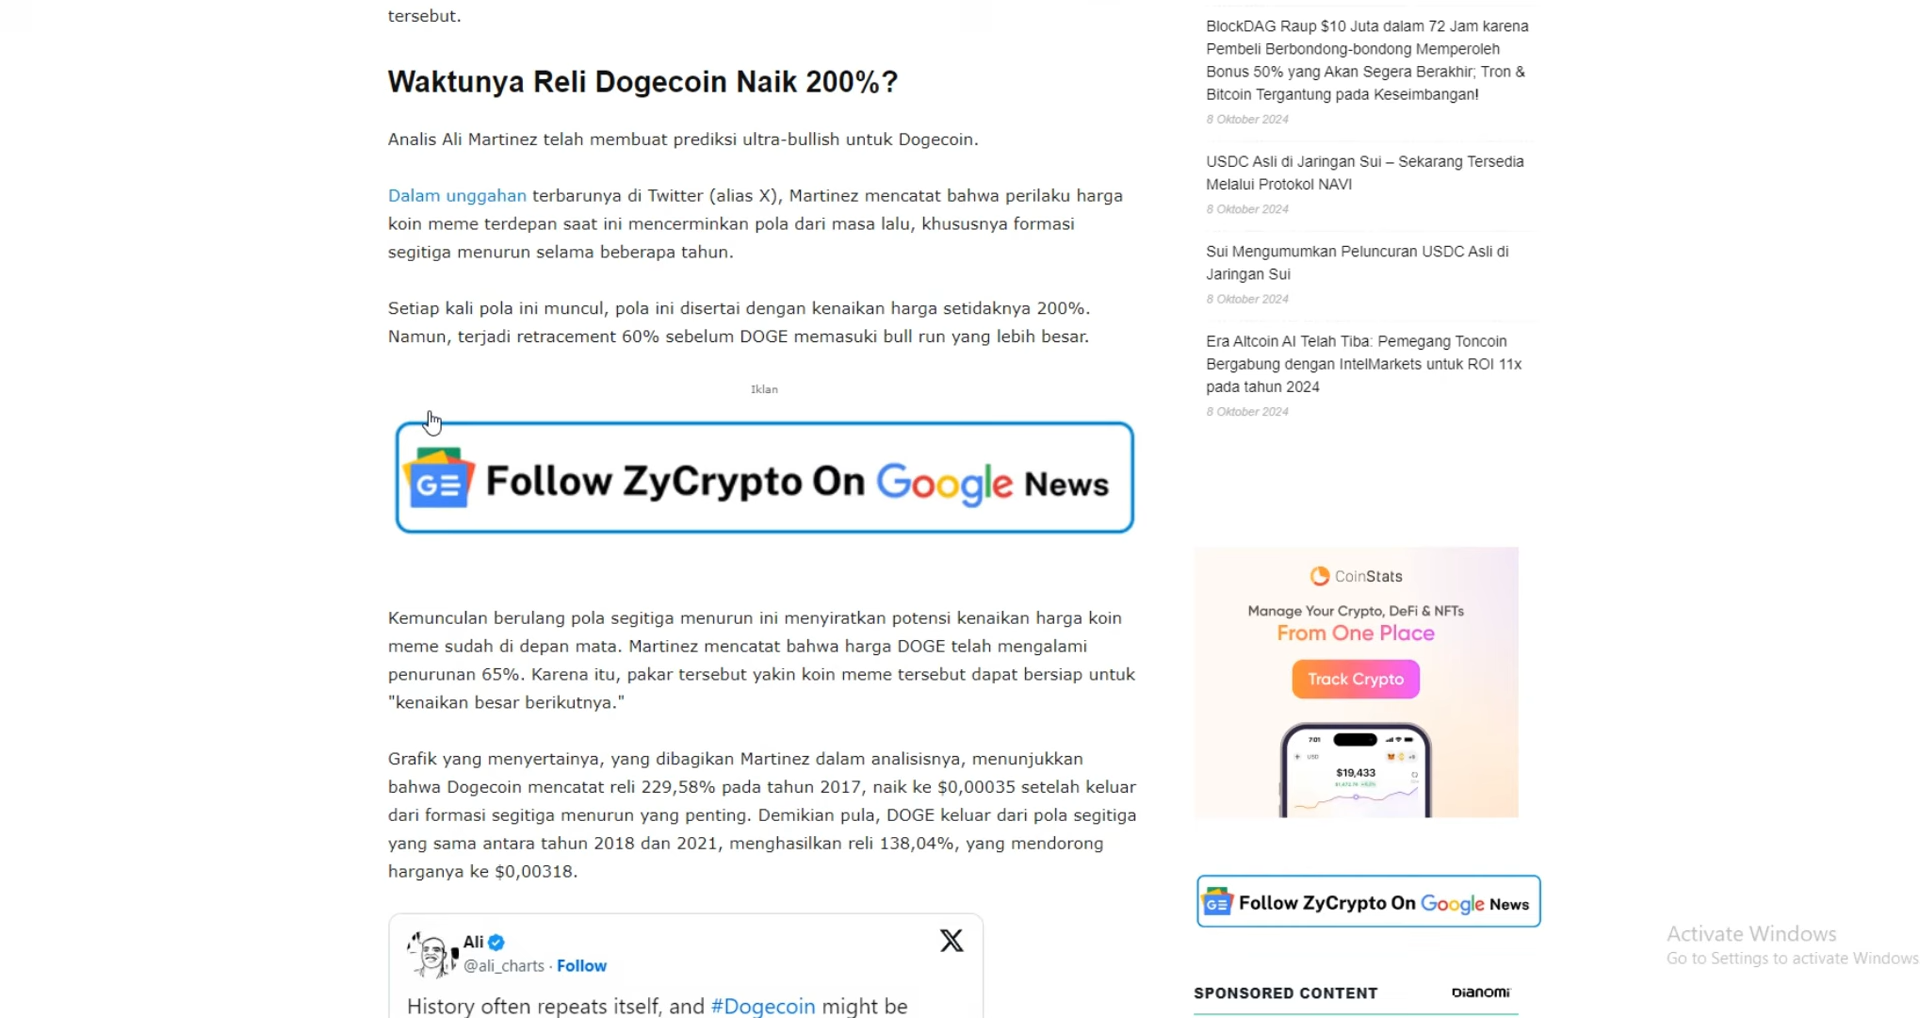 tersebut.
Waktunya Reli Dogecoin Naik 200%?
Analis Ali Martinez telah membuat prediksi ultra-bullish untuk Dogecoin.
Dalam unggahan terbarunya di Twitter (alias X), Martinez mencatat bahwa perilaku harga
koin meme terdepan saat ini mencerminkan pola dari masa lalu, khususnya formasi
segitiga menurun selama beberapa tahun.
Setiap kali pola ini muncul, pola ini disertai dengan kenaikan harga setidaknya 200%.
Namun, terjadi retracement 60% sebelum DOGE memasuki bull run yang lebih besar.
Iklan
GE Follow ZyCrypto On Google News
Kemunculan berulang pola segitiga menurun ini menyiratkan potensi kenaikan harga koin
meme sudah di depan mata. Martinez mencatat bahwa harga DOGE telah mengalami
penurunan 65%. Karena itu, pakar tersebut yakin koin meme tersebut dapat bersiap untuk
"kenaikan besar berikutnya."
Grafik yang menyertainya, yang dibagikan Martinez dalam analisisnya, menunjukkan
bahwa Dogecoin mencatat reli 229,58% pada tahun 2017, naik ke $0,00035 setelah keluar
dari formasi segitiga menurun yang penting. Demikian pula, DOGE keluar dari pola segitiga
yang sama antara tahun 2018 dan 2021, menghasilkan reli 138,04%, yang mendorong
harganya ke $0,00318.
Ali
@ali_charts · Follow
X
History often repeats itself, and #Dogecoin might be
BlockDAG Raup $10 Juta dalam 72 Jam karena
Pembeli Berbondong-bondong Memperoleh
Bonus 50% yang Akan Segera Berakhir; Tron &
Bitcoin Tergantung pada Keseimbangan!
8 Oktober 2024
USDC Asli di Jaringan Sui – Sekarang Tersedia
Melalui Protokol NAVI
8 Oktober 2024
Sui Mengumumkan Peluncuran USDC Asli di
Jaringan Sui
8 Oktober 2024
Era Altcoin AI Telah Tiba: Pemegang Toncoin
Bergabung dengan IntelMarkets untuk ROI 11x
pada tahun 2024
8 Oktober 2024
CoinStats
Manage Your Crypto, DeFi & NFTs
From One Place
Track Crypto
7:01
USD
$19,433
GE Follow ZyCrypto On Google News
SPONSORED CONTENT
DIANOMI
Activate Windows
Go to Settings to activate Windows